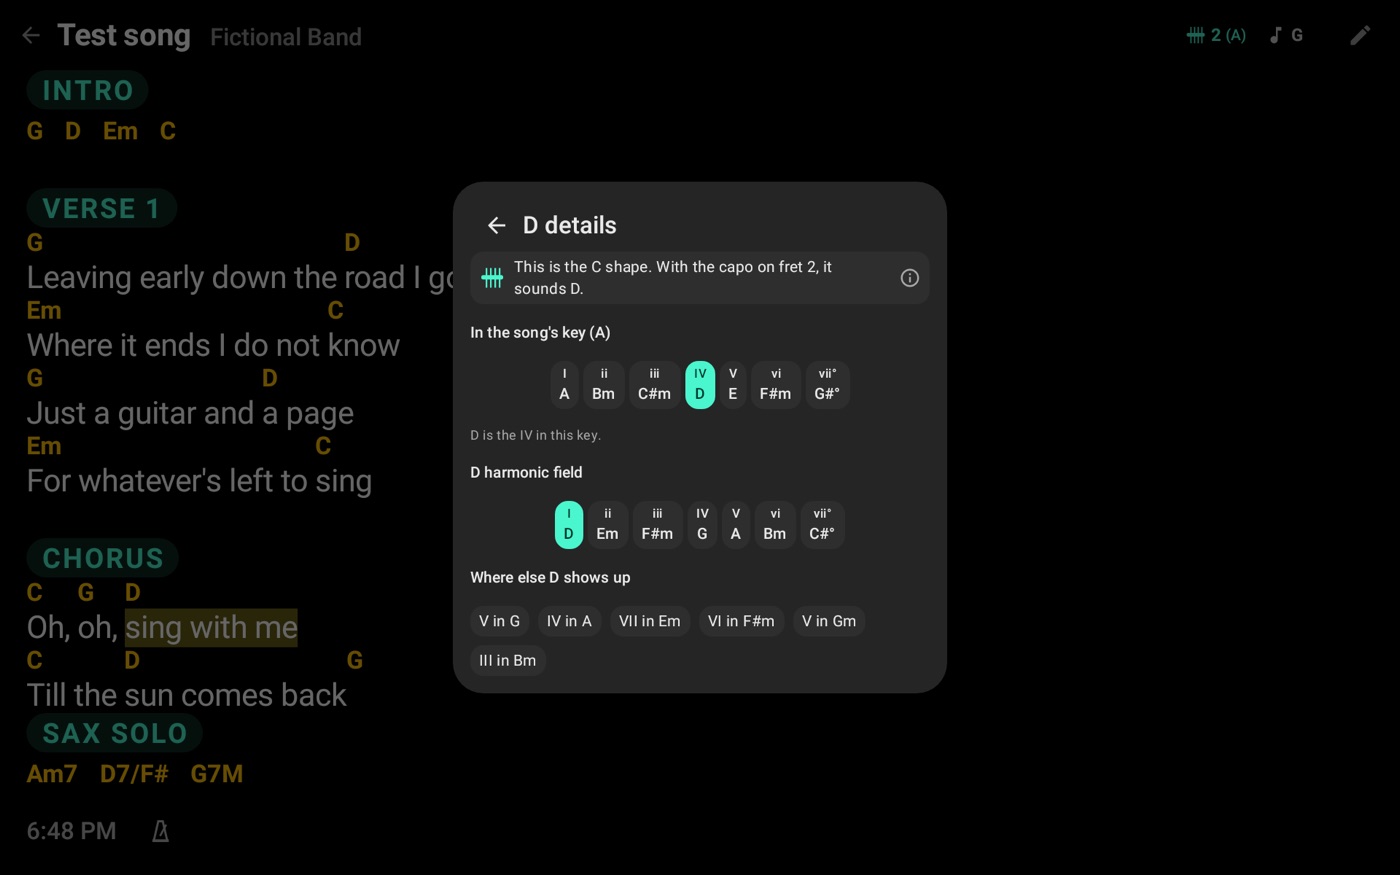 Test song Fictional Band 2 (A) G
INTRO
G D Em C
VERSE 1
G D
Leaving early down the road I go
Em C
Where it ends I do not know
G D
Just a guitar and a page
Em C
For whatever's left to sing
CHORUS
C G D
Oh, oh, sing with me
C D G
Till the sun comes back
SAX SOLO
Am7 D7/F# G7M
6:48 PM
D details
This is the C shape. With the capo on fret 2, it
sounds D.
In the song's key (A)
I ii iii IV V vi vii°
A Bm C#m D E F#m G#°
D is the IV in this key.
D harmonic field
I ii iii IV V vi vii°
D Em F#m G A Bm C#°
Where else D shows up
V in G IV in A VII in Em VI in F#m V in Gm
III in Bm